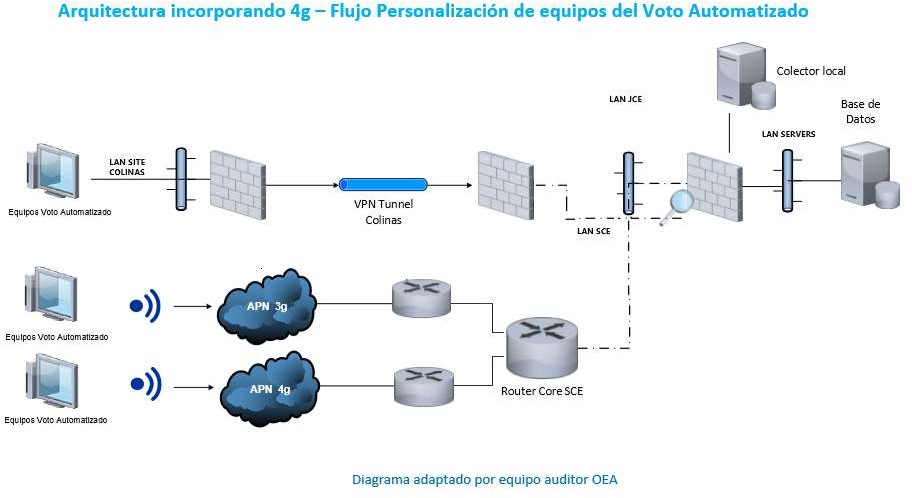 Arquitectura incorporando 4g – Flujo Personalización de equipos del Voto Automatizado
Colector local
LAN JCE
Base de
Datos
LAN SERVERS
LAN SITE
COLINAS
Equipos Voto Automatizado
VPN Tunnel
Colinas
LAN SCE
APN 3g
Equipos Voto Automatizado
APN 4g
Router Core SCE
Equipos Voto Automatizado
Diagrama adaptado por equipo auditor OEA